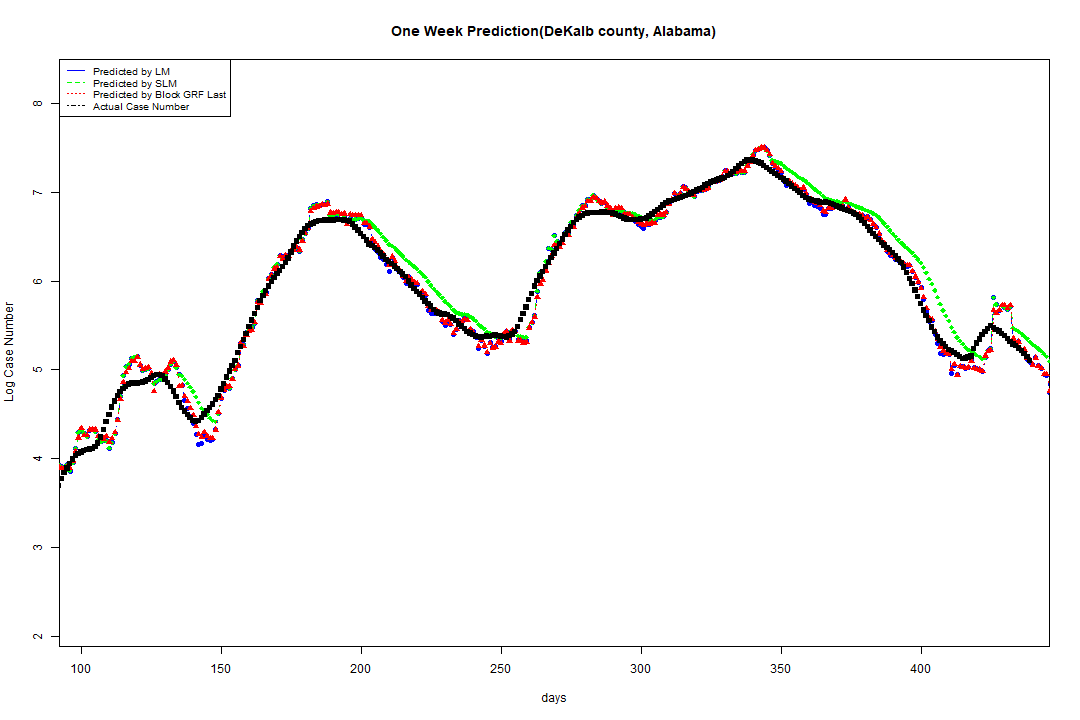 One Week Prediction(DeKalb county, Alabama)
Predicted by LM
Predicted by SLM
Predicted by Block GRF Last
Actual Case Number
8
7
6
5
4
3
2
Log Case Number
100 150 200 250 300 350 400
days